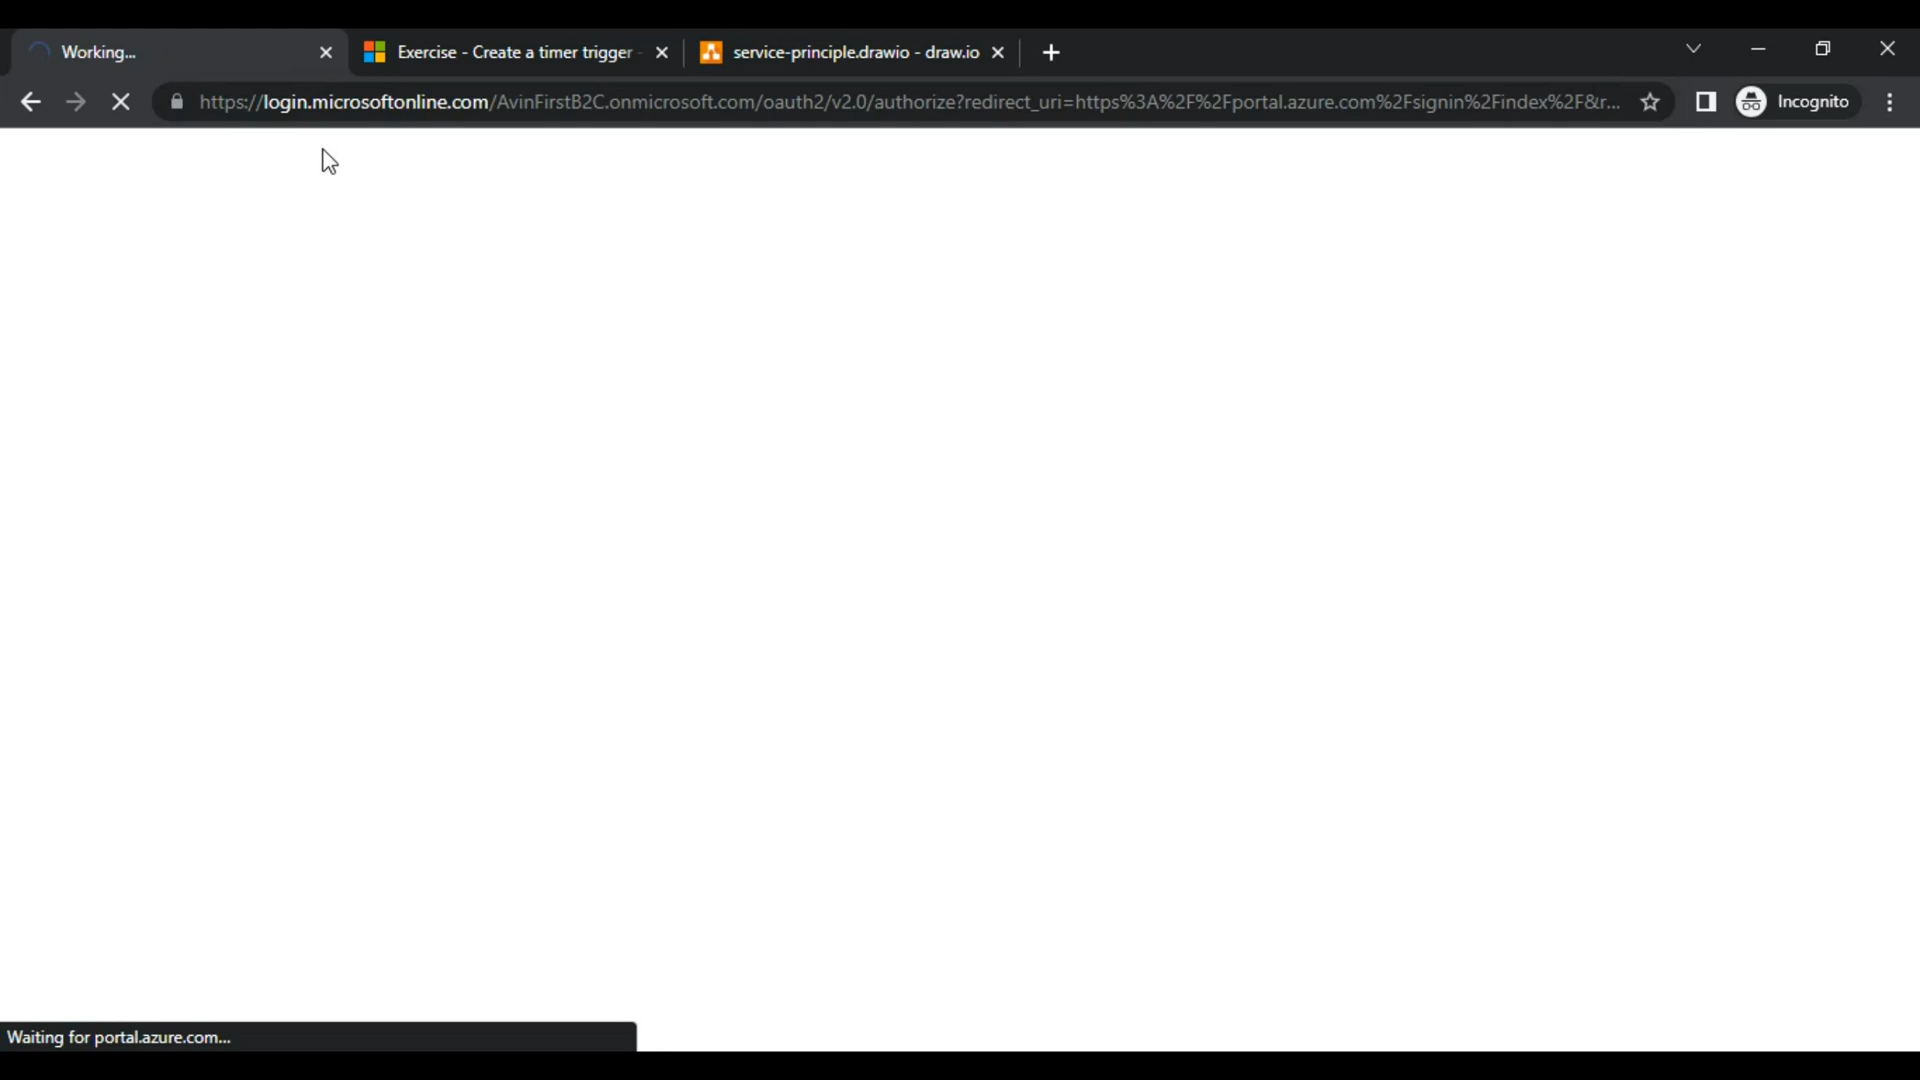 Working...
Exercise - Create a timer trigger
service-principle.drawio - draw.io
https://login.microsoftonline.com/AvinFirstB2C.onmicrosoft.com/oauth2/v2.0/authorize?redirect_uri=https%3A%2F%2Fportal.azure.com%2Fsignin%2Findex%2F&r...
Incognito
Waiting for portal.azure.com...